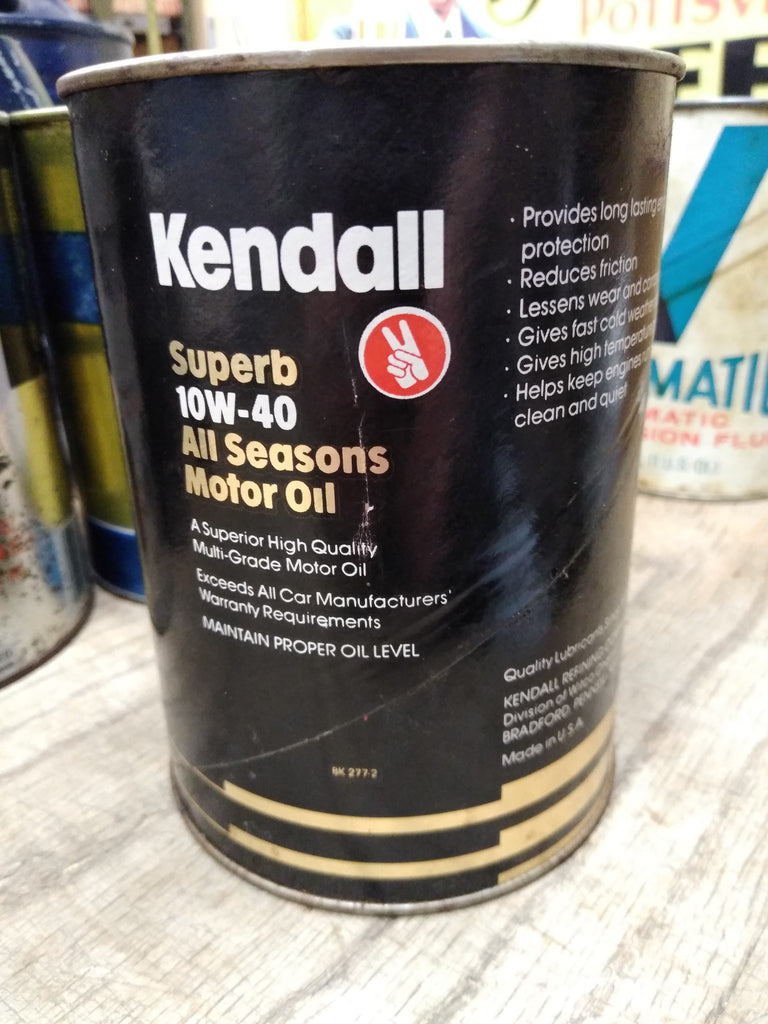 Kendall
Superb
10W-40
All Seasons
Motor Oil
A Superior High Quality
Multi-Grade Motor Oil
Exceeds All Car Manufacturers'
Warranty Requirements
MAINTAIN PROPER OIL LEVEL
BK 277-2
· Provides long lasting
protection
· Reduces friction
· Lessens wear and
· Gives fast cold
· Gives high
· Helps keep engines
clean and quiet
Quality Lubricants
KENDALL REFINING
Division of Witco
BRADFORD,
Made in U.S.A.